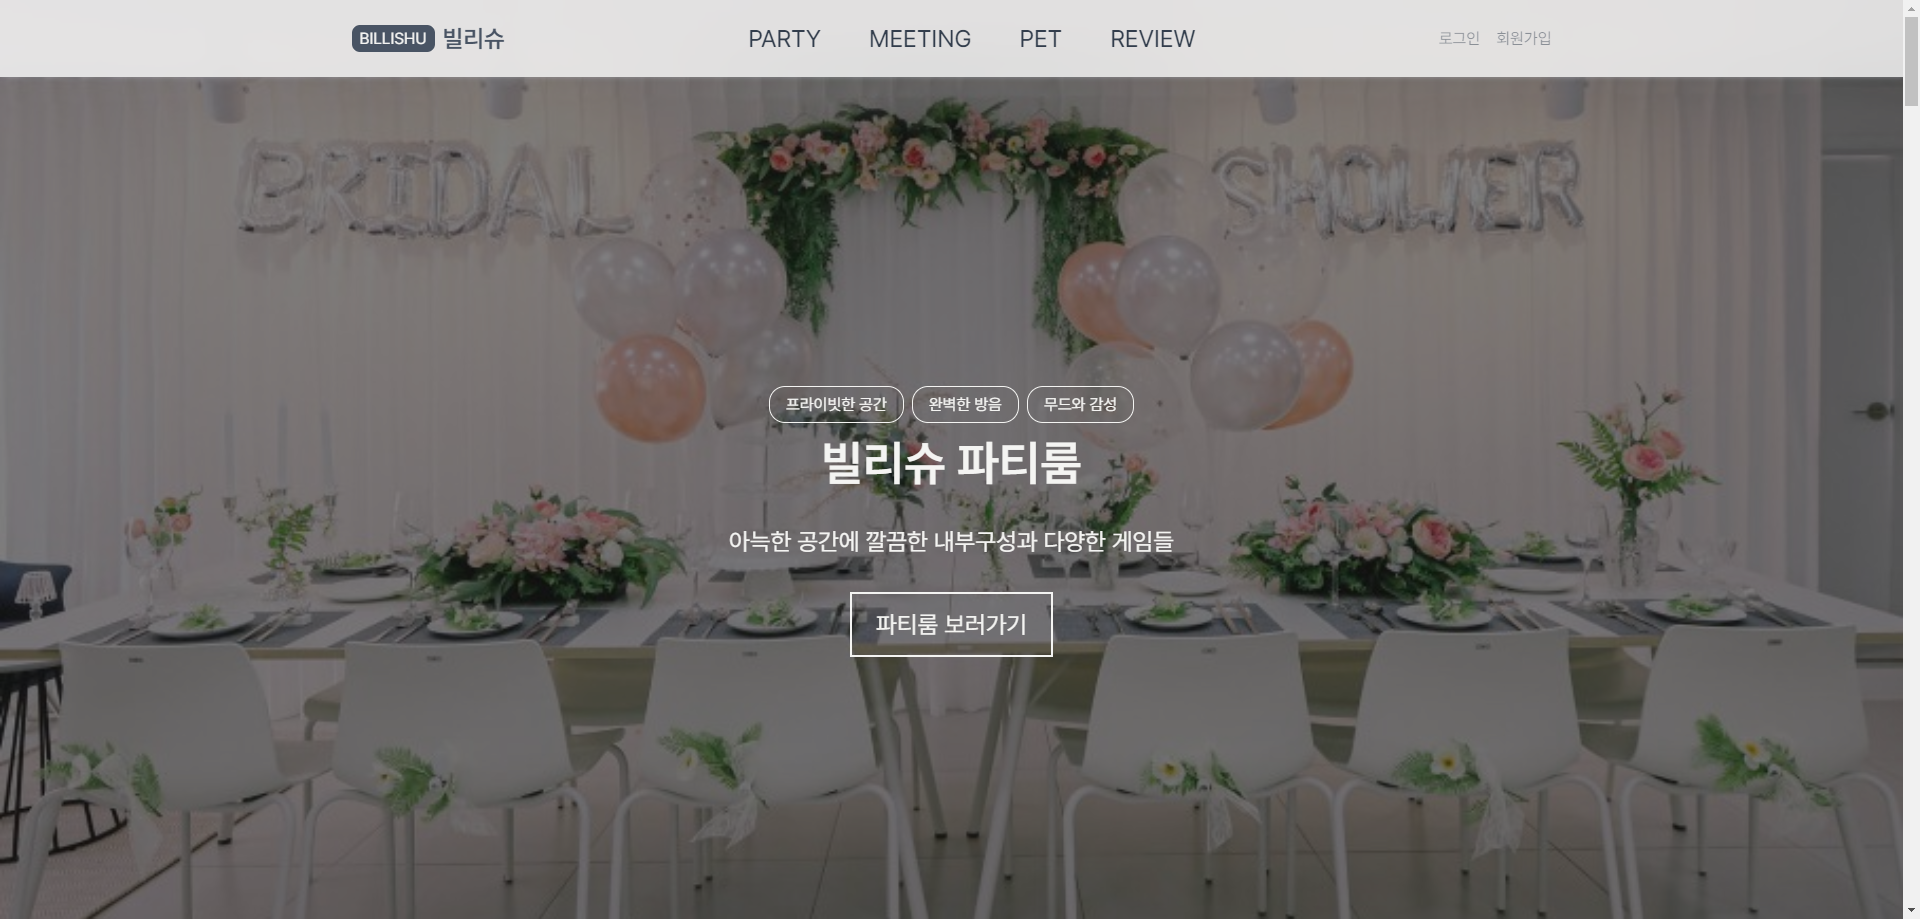 BILLISHU 빌리슈 PARTY MEETING PET REVIEW 로그인 회원가입
BRIDAL SHOWER
프라이빗한 공간 완벽한 방음 무드와 감성
빌리슈 파티룸
아늑한 공간에 깔끔한 내부구성과 다양한 게임들
파티룸 보러가기